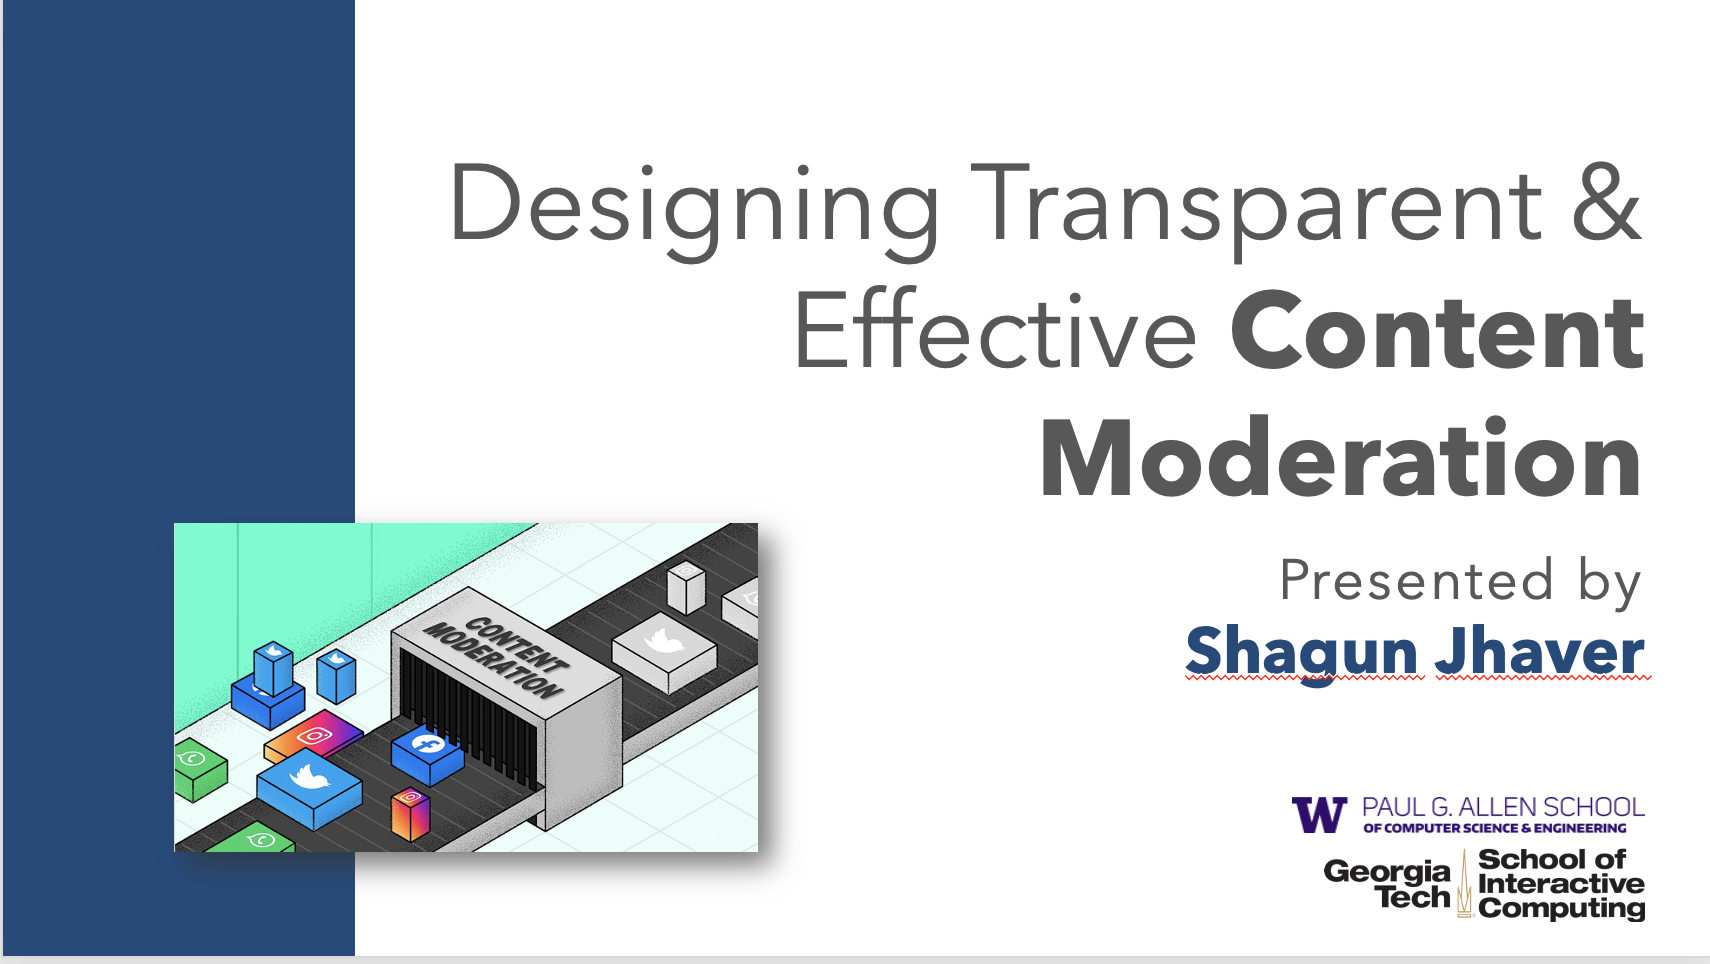 Designing Transparent &
Effective Content
Moderation
Presented by
Shagun Jhaver
CONTENT
MODERATION
W PAUL G. ALLEN SCHOOL
OF COMPUTER SCIENCE & ENGINEERING
Georgia
Tech
School of
Interactive
Computing